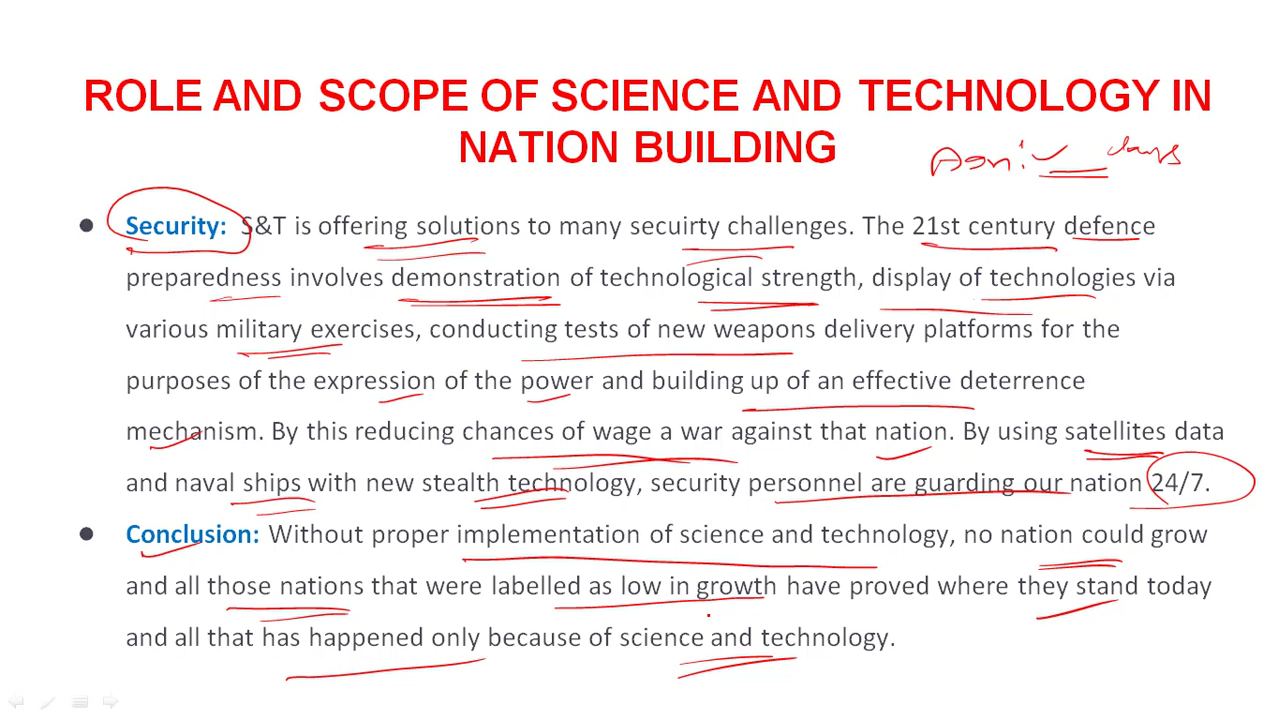 ROLE AND SCOPE OF SCIENCE AND TECHNOLOGY IN
NATION BUILDING
● Security: S&T is offering solutions to many secuirty challenges. The 21st century defence
preparedness involves demonstration of technological strength, display of technologies via
various military exercises, conducting tests of new weapons delivery platforms for the
purposes of the expression of the power and building up of an effective deterrence
mechanism. By this reducing chances of wage a war against that nation. By using satellites data
and naval ships with new stealth technology, security personnel are guarding our nation 24/7.
● Conclusion: Without proper implementation of science and technology, no nation could grow
and all those nations that were labelled as low in growth have proved where they stand today
and all that has happened only because of science and technology.